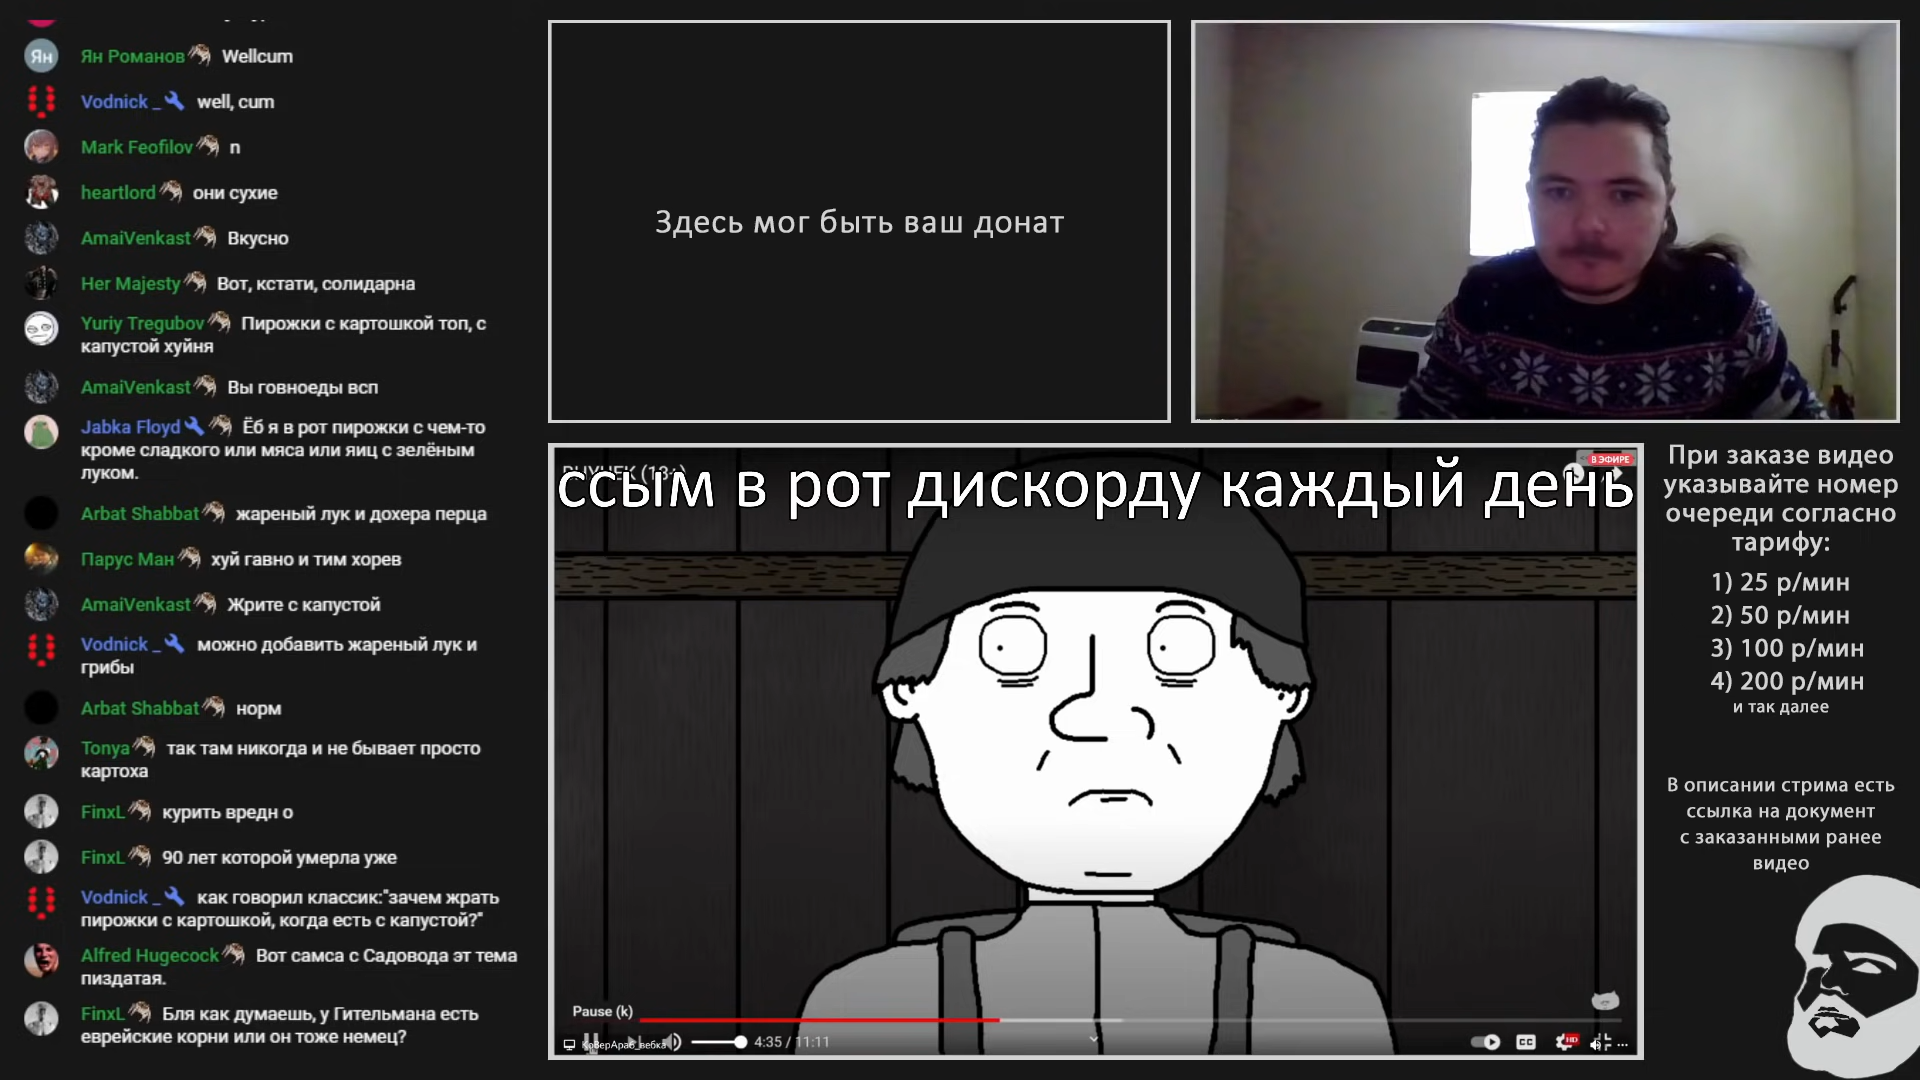 Ян Романов Wellcum
Vodnick _ well, cum
Mark Feofilov n
heartlord они сухие
AmaiVenkast Вкусно
Her Majesty Вот, кстати, солидарна
Yuriy Tregubov Пирожки с картошкой топ, с
капустой хуйня
AmaiVenkast Вы говноеды всп
Jabka Floyd Ёб я в рот пирожки с чем-то
кроме сладкого или мяса или яиц с зелёным
луком.
Arbat Shabbat жареный лук и дохера перца
Парус Ман хуй гавно и тим хорев
AmaiVenkast Жрите с капустой
Vodnick _ можно добавить жареный лук и
грибы
Arbat Shabbat норм
Tonya так там никогда и не бывает просто
картоха
FinxL курить вредн о
FinxL 90 лет которой умерла уже
Vodnick _ как говорил классик:"зачем жрать
пирожки с картошкой, когда есть с капустой?"
Alfred Hugecock Вот самса с Садовода эт тема
пиздатая.
FinxL Бля как думаешь, у Гительмана есть
еврейские корни или он тоже немец?
Здесь мог быть ваш донат
В ЭФИРЕ
ссым в рот дискорду каждый день
Pause (k)
КоВерАраб_вебка
4:35 / 11:11
CC
HD
При заказе видео
указывайте номер
очереди согласно
тарифу:
1) 25 р/мин
2) 50 р/мин
3) 100 р/мин
4) 200 р/мин
и так далее
В описании стрима есть
ссылка на документ
с заказанными ранее
видео